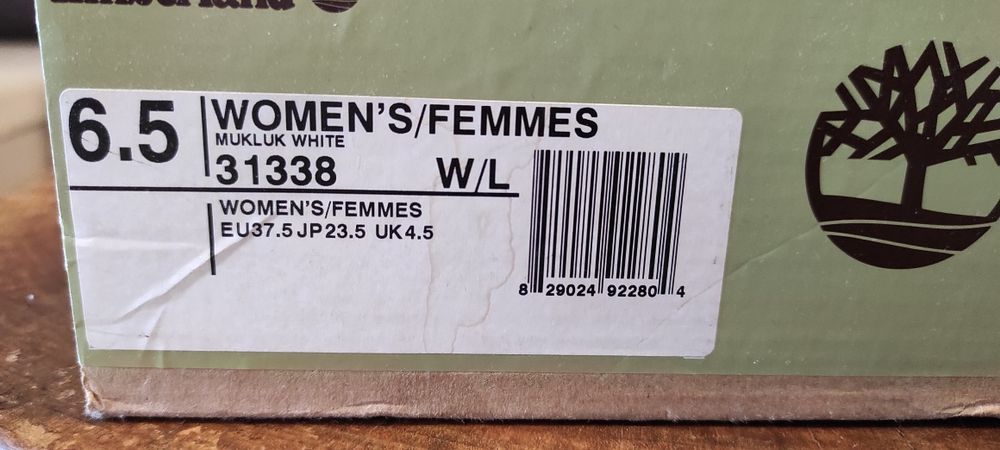 Timberland
6.5
WOMEN'S/FEMMES
MUKLUK WHITE
31338 W/L
WOMEN'S/FEMMES
EU37.5 JP23.5 UK4.5
8 29024 92280 4